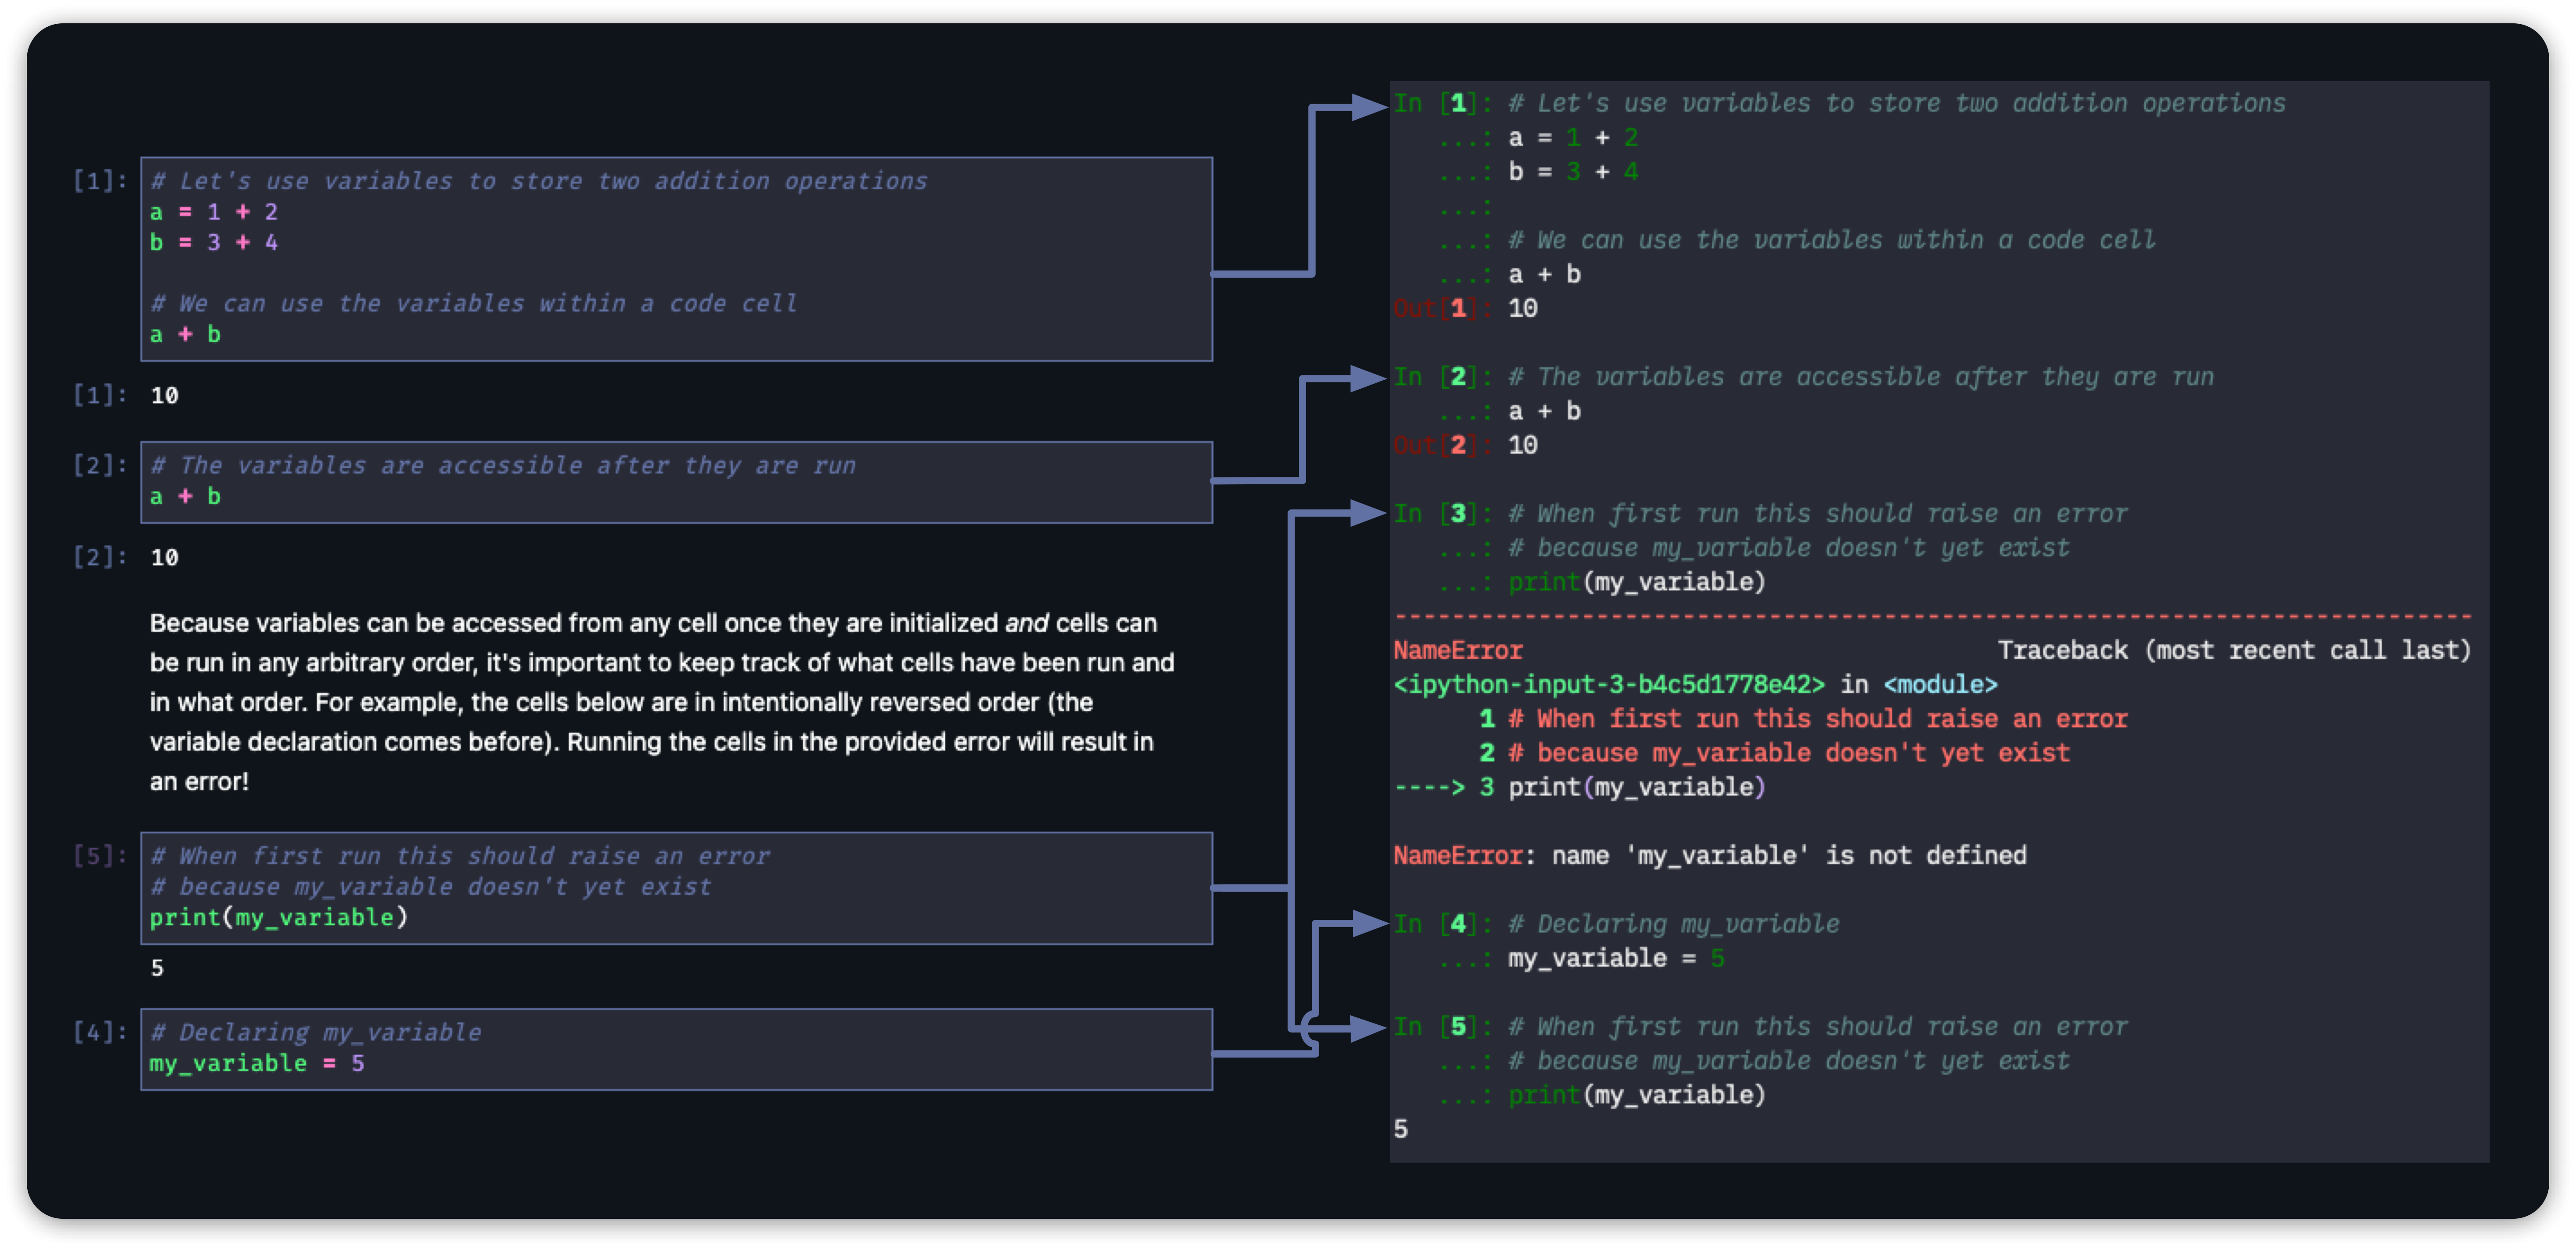 [1]: # Let's use variables to store two addition operations
a = 1 + 2
b = 3 + 4
# We can use the variables within a code cell
a + b
[1]: 10
[2]: # The variables are accessible after they are run
a + b
[2]: 10
Because variables can be accessed from any cell once they are initialized and cells can
be run in any arbitrary order, it's important to keep track of what cells have been run and
in what order. For example, the cells below are in intentionally reversed order (the
variable declaration comes before). Running the cells in the provided error will result in
an error!
[5]: # When first run this should raise an error
# because my_variable doesn't yet exist
print(my_variable)
5
[4]: # Declaring my_variable
my_variable = 5
In [1]: # Let's use variables to store two addition operations
...: a = 1 + 2
...: b = 3 + 4
...:
...: # We can use the variables within a code cell
...: a + b
Out[1]: 10
In [2]: # The variables are accessible after they are run
...: a + b
Out[2]: 10
In [3]: # When first run this should raise an error
...: # because my_variable doesn't yet exist
...: print(my_variable)
---------------------------------------------------------------------------
NameError Traceback (most recent call last)
<ipython-input-3-b4c5d1778e42> in <module>
1 # When first run this should raise an error
2 # because my_variable doesn't yet exist
----> 3 print(my_variable)
NameError: name 'my_variable' is not defined
In [4]: # Declaring my_variable
...: my_variable = 5
In [5]: # When first run this should raise an error
...: # because my_variable doesn't yet exist
...: print(my_variable)
5